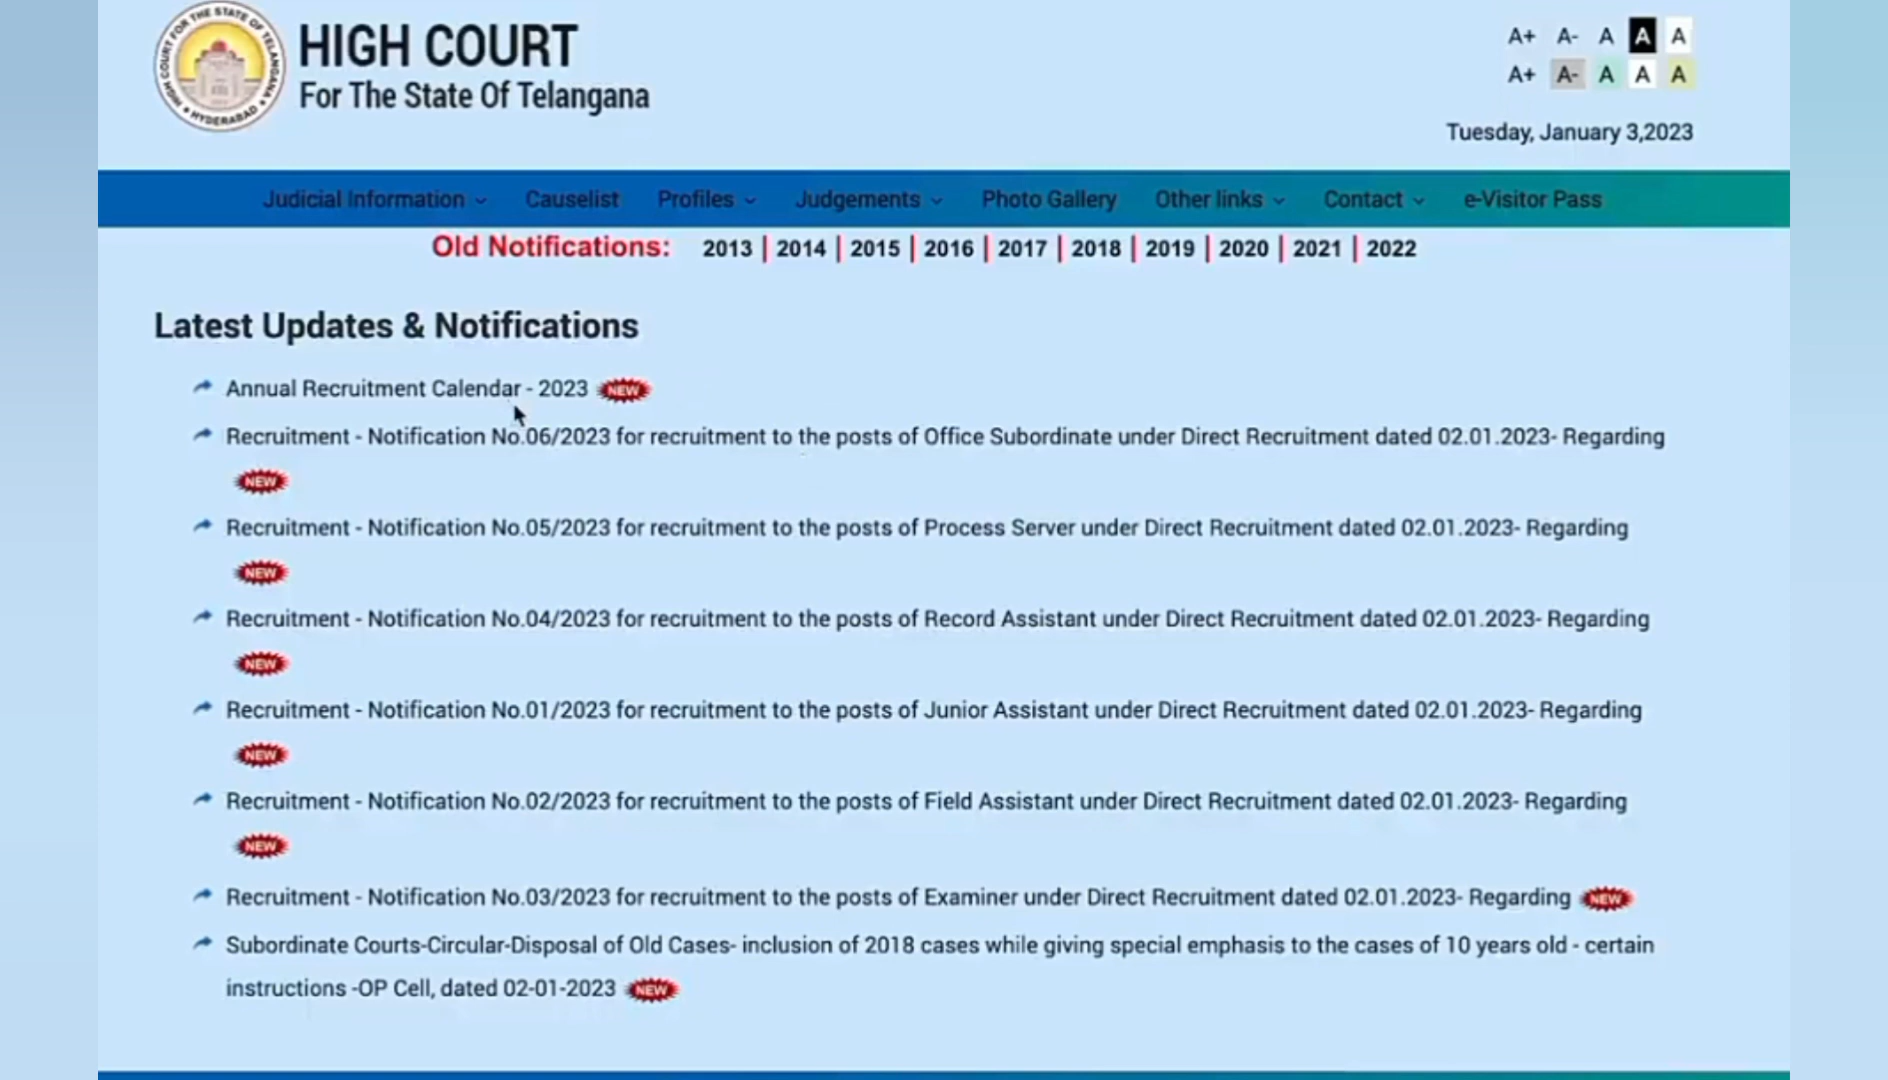 HIGH COURT FOR THE STATE OF TELANGANA
HYDERABAD
HIGH COURT
For The State Of Telangana
A+ A- A A A
A+ A- A A A
Tuesday, January 3,2023
Judicial Information Causelist Profiles Judgements Photo Gallery Other links Contact e-Visitor Pass
Old Notifications: 2013 | 2014 | 2015 | 2016 | 2017 | 2018 | 2019 | 2020 | 2021 | 2022
Latest Updates & Notifications
Annual Recruitment Calendar - 2023 NEW
Recruitment - Notification No.06/2023 for recruitment to the posts of Office Subordinate under Direct Recruitment dated 02.01.2023- Regarding
NEW
Recruitment - Notification No.05/2023 for recruitment to the posts of Process Server under Direct Recruitment dated 02.01.2023- Regarding
NEW
Recruitment - Notification No.04/2023 for recruitment to the posts of Record Assistant under Direct Recruitment dated 02.01.2023- Regarding
NEW
Recruitment - Notification No.01/2023 for recruitment to the posts of Junior Assistant under Direct Recruitment dated 02.01.2023- Regarding
NEW
Recruitment - Notification No.02/2023 for recruitment to the posts of Field Assistant under Direct Recruitment dated 02.01.2023- Regarding
NEW
Recruitment - Notification No.03/2023 for recruitment to the posts of Examiner under Direct Recruitment dated 02.01.2023- Regarding NEW
Subordinate Courts-Circular-Disposal of Old Cases- inclusion of 2018 cases while giving special emphasis to the cases of 10 years old - certain
instructions -OP Cell, dated 02-01-2023 NEW